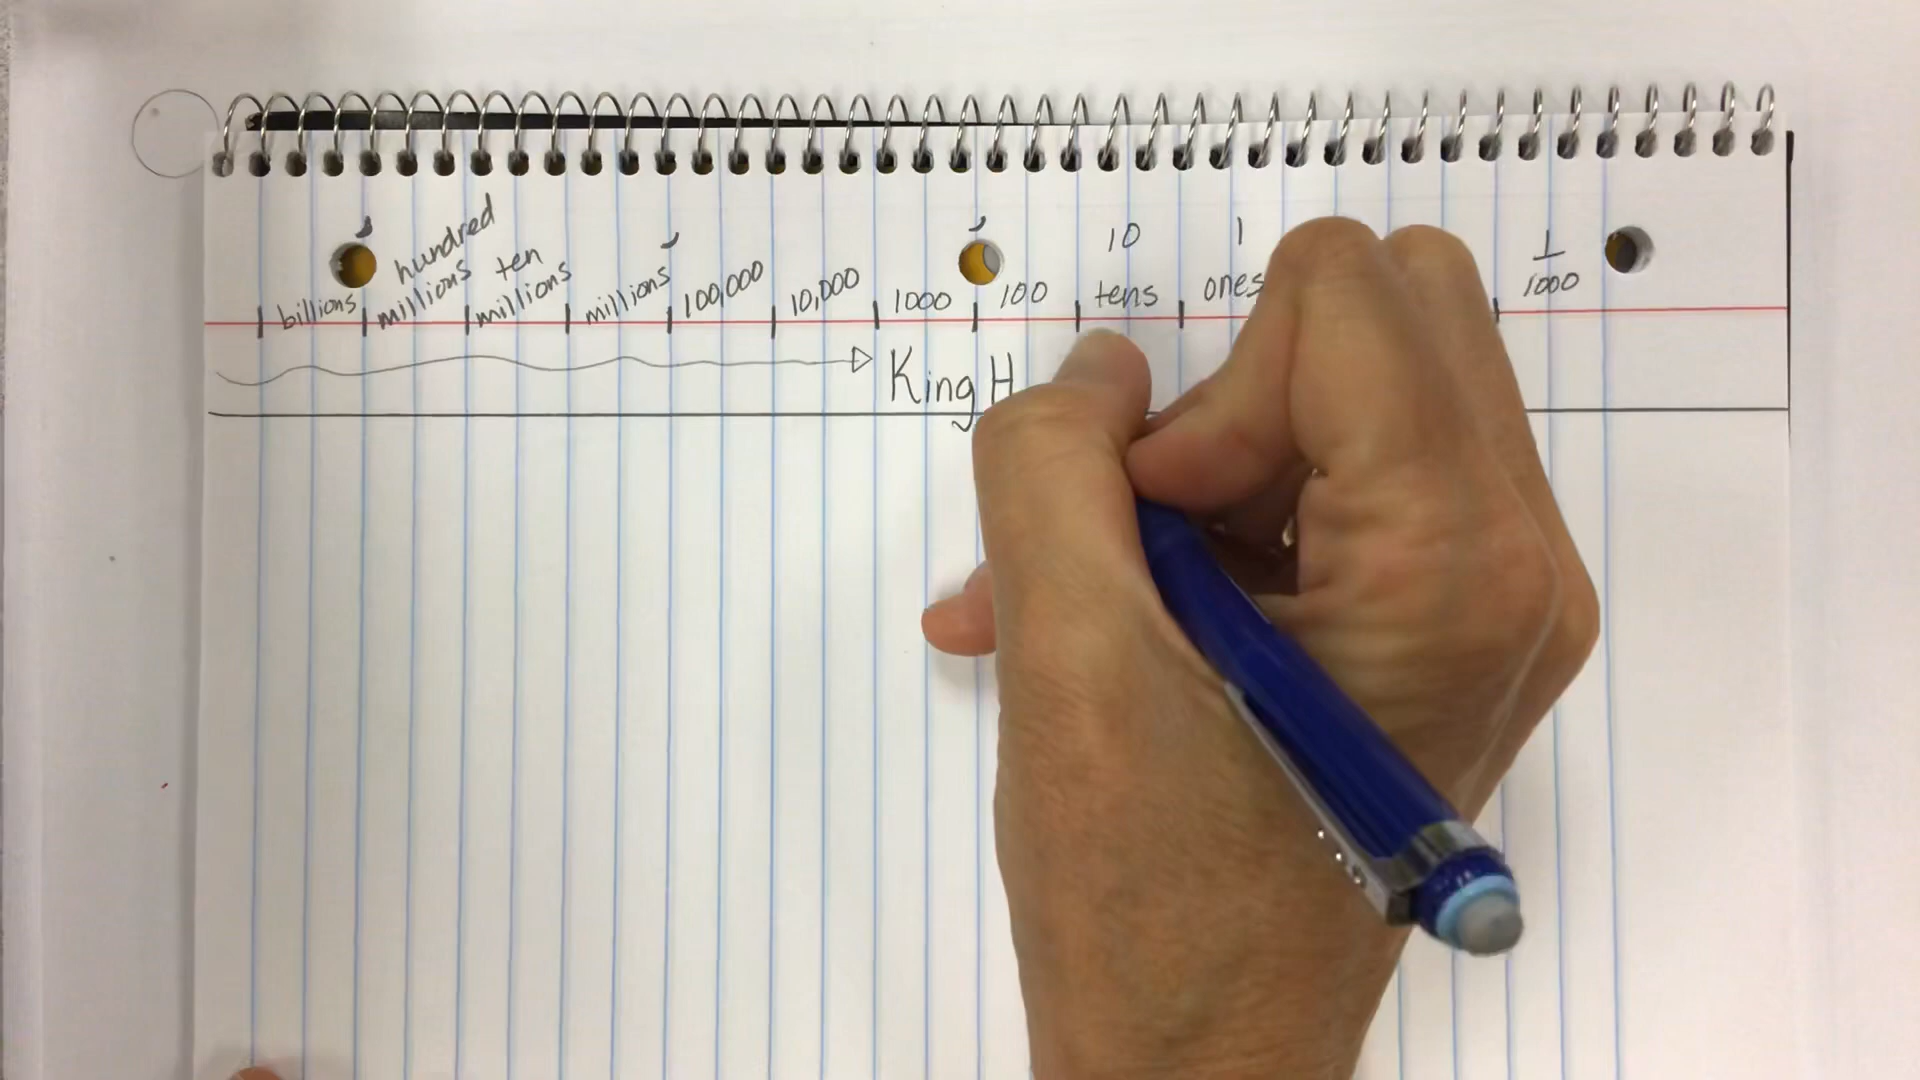 hundred
ten 10 1 1
billions millions millions millions 100,000 10,000 1000 100 tens ones 1000
King H